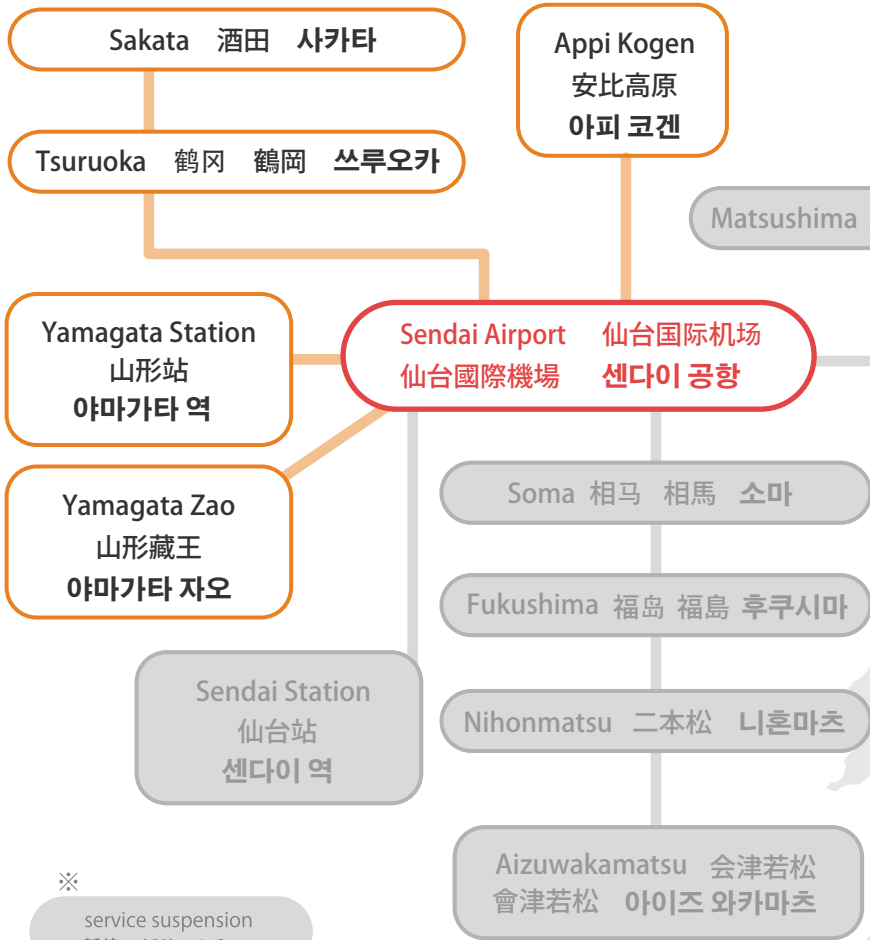 Sakata 酒田 사카타
Appi Kogen
安比高原
아피 코겐
Tsuruoka 鹤冈 鶴岡 쓰루오카
Matsushima
Yamagata Station
山形站
야마가타 역
Sendai Airport 仙台国际机场
仙台國際機場 센다이 공항
Yamagata Zao
山形藏王
야마가타 자오
Soma 相马 相馬 소마
Fukushima 福岛 福島 후쿠시마
Sendai Station
仙台站
센다이 역
Nihonmatsu 二本松 니혼마츠
Aizuwakamatsu 会津若松
會津若松 아이즈 와카마츠
※
service suspension